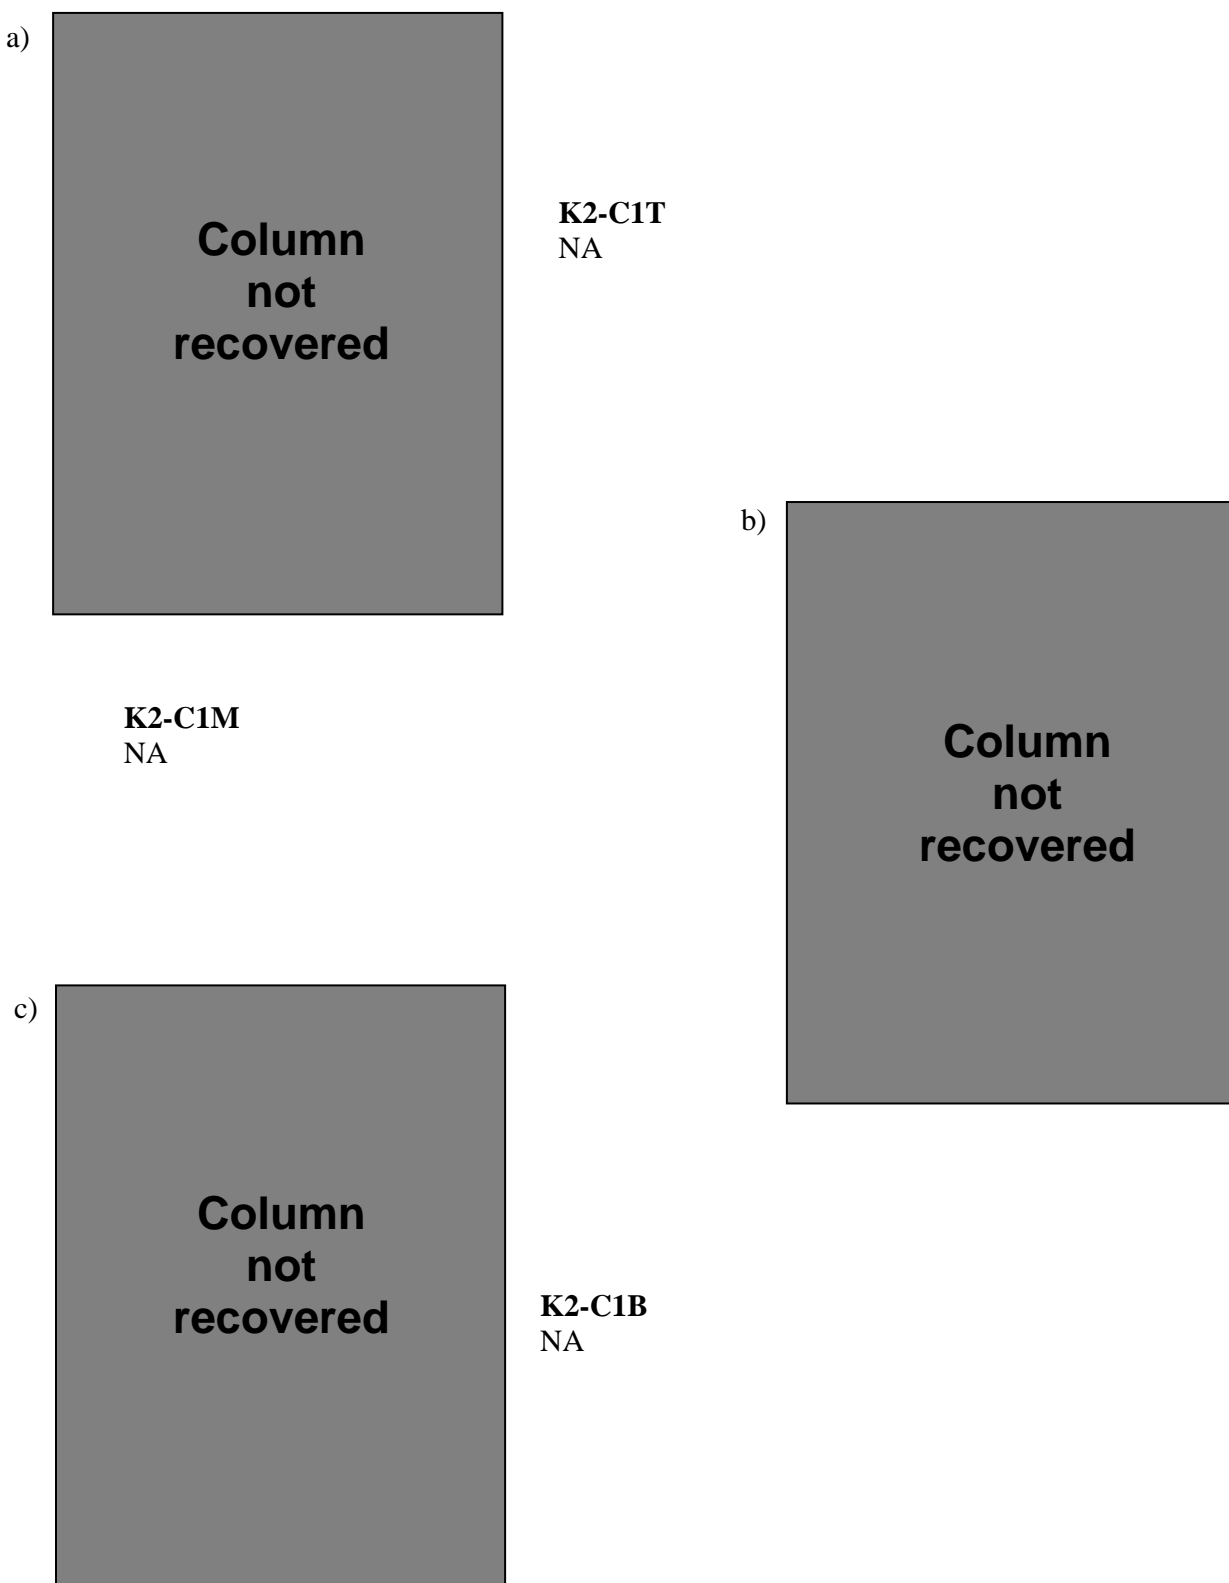 a)
Column
not
recovered
K2-C1T
NA
b)
Column
not
recovered
K2-C1M
NA
c)
Column
not
recovered
K2-C1B
NA